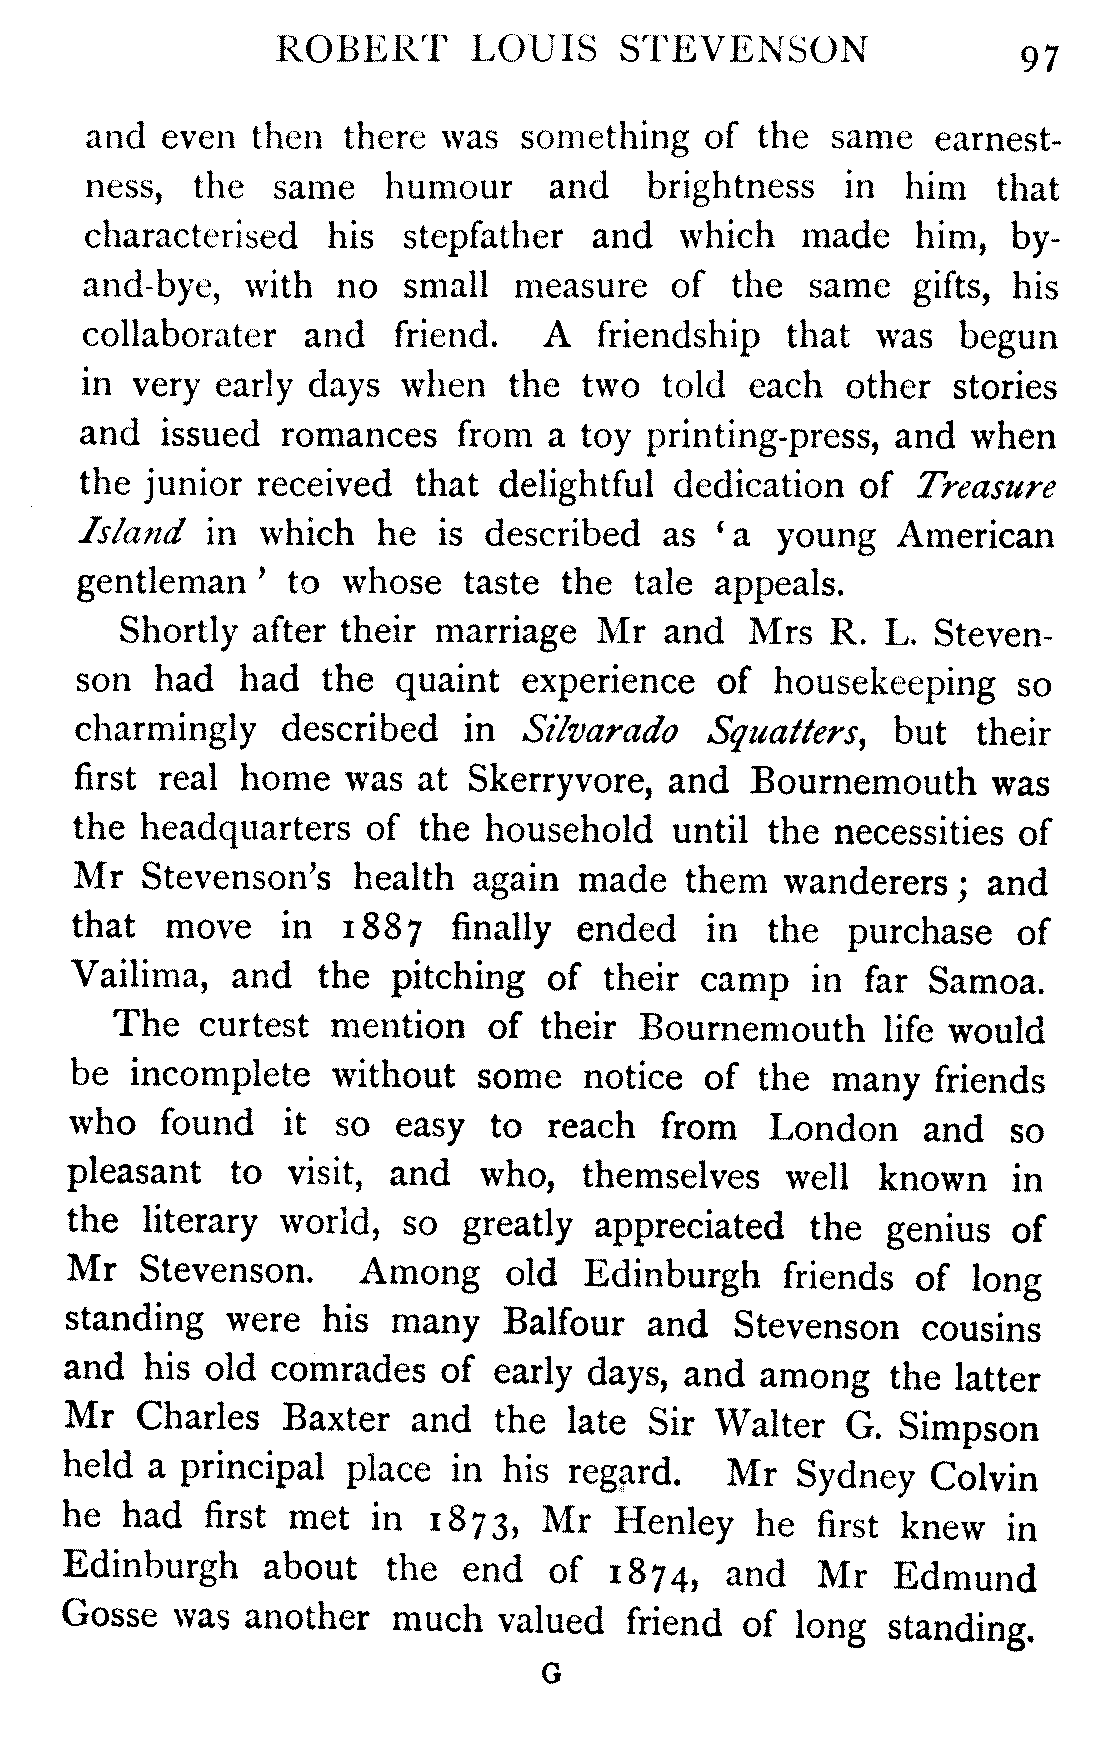 ROBERT LOUIS STEVENSON 97
and even then there was something of the same earnest-
ness, the same humour and brightness in him that
characterised his stepfather and which made him, by-
and-bye, with no small measure of the same gifts, his
collaborater and friend. A friendship that was begun
in very early days when the two told each other stories
and issued romances from a toy printing-press, and when
the junior received that delightful dedication of Treasure
Island in which he is described as ‘a young American
gentleman’ to whose taste the tale appeals.
Shortly after their marriage Mr and Mrs R. L. Steven-
son had had the quaint experience of housekeeping so
charmingly described in Silvarado Squatters, but their
first real home was at Skerryvore, and Bournemouth was
the headquarters of the household until the necessities of
Mr Stevenson's health again made them wanderers; and
that move in 1887 finally ended in the purchase of
Vailima, and the pitching of their camp in far Samoa.
The curtest mention of their Bournemouth life would
be incomplete without some notice of the many friends
who found it so easy to reach from London and so
pleasant to visit, and who, themselves well known in
the literary world, so greatly appreciated the genius of
Mr Stevenson. Among old Edinburgh friends of long
standing were his many Balfour and Stevenson cousins
and his old comrades of early days, and among the latter
Mr Charles Baxter and the late Sir Walter G. Simpson
held a principal place in his regard. Mr Sydney Colvin
he had first met in 1873, Mr Henley he first knew in
Edinburgh about the end of 1874, and Mr Edmund
Gosse was another much valued friend of long standing.
G